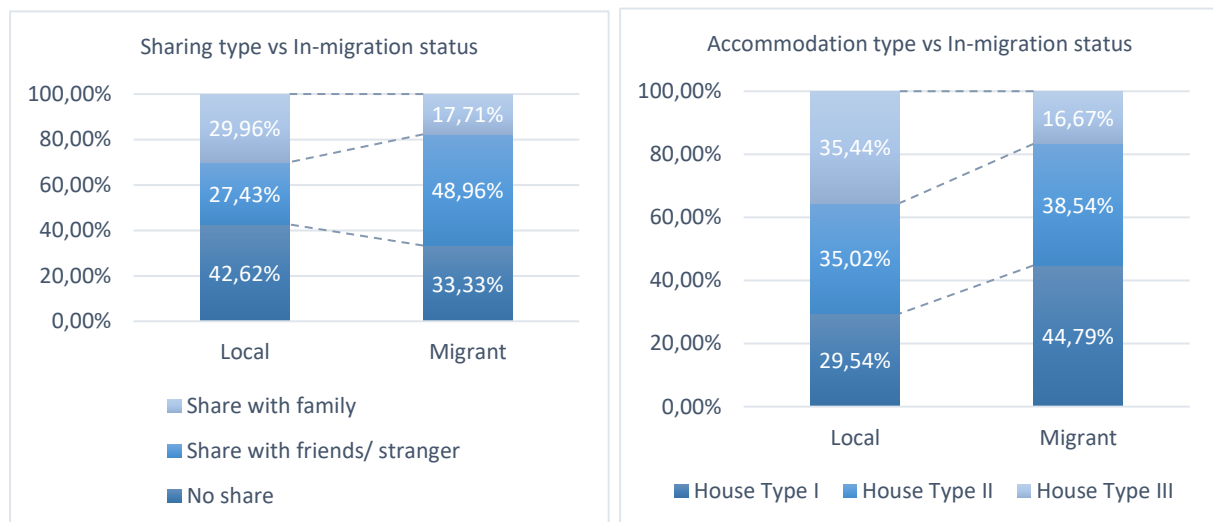 Sharing type vs In-migration status
100,00%
80,00%
60,00%
40,00%
20,00%
0,00%
29,96%
27,43%
42,62%
17,71%
48,96%
33,33%
Local
Migrant
Share with family
Share with friends/ stranger
No share
Accommodation type vs In-migration status
100,00%
80,00%
60,00%
40,00%
20,00%
0,00%
35,44%
35,02%
29,54%
16,67%
38,54%
44,79%
Local
Migrant
House Type I
House Type II
House Type III